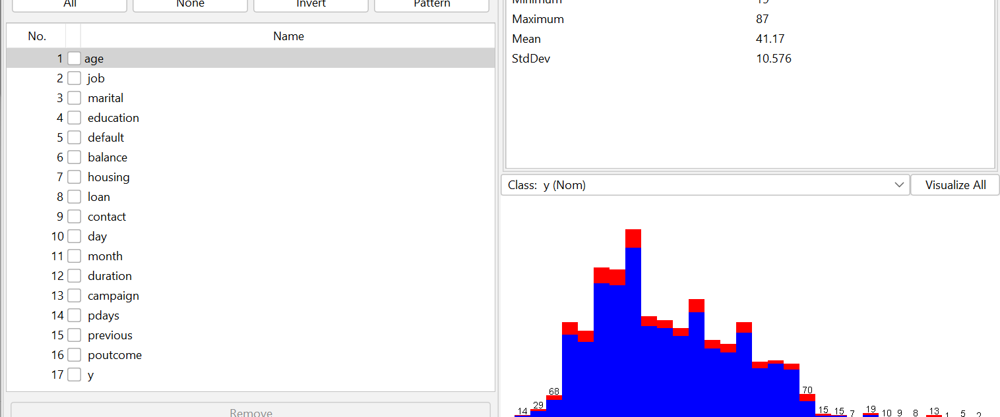 All None Invert Pattern
No. Name
1 age
2 job
3 marital
4 education
5 default
6 balance
7 housing
8 loan
9 contact
10 day
11 month
12 duration
13 campaign
14 pdays
15 previous
16 poutcome
17 y
Remove
Minimum 19
Maximum 87
Mean 41.17
StdDev 10.576
Class: y (Nom) Visualize All
14 29 68 70 15 15 7 19 10 9 8 13 1 5 2